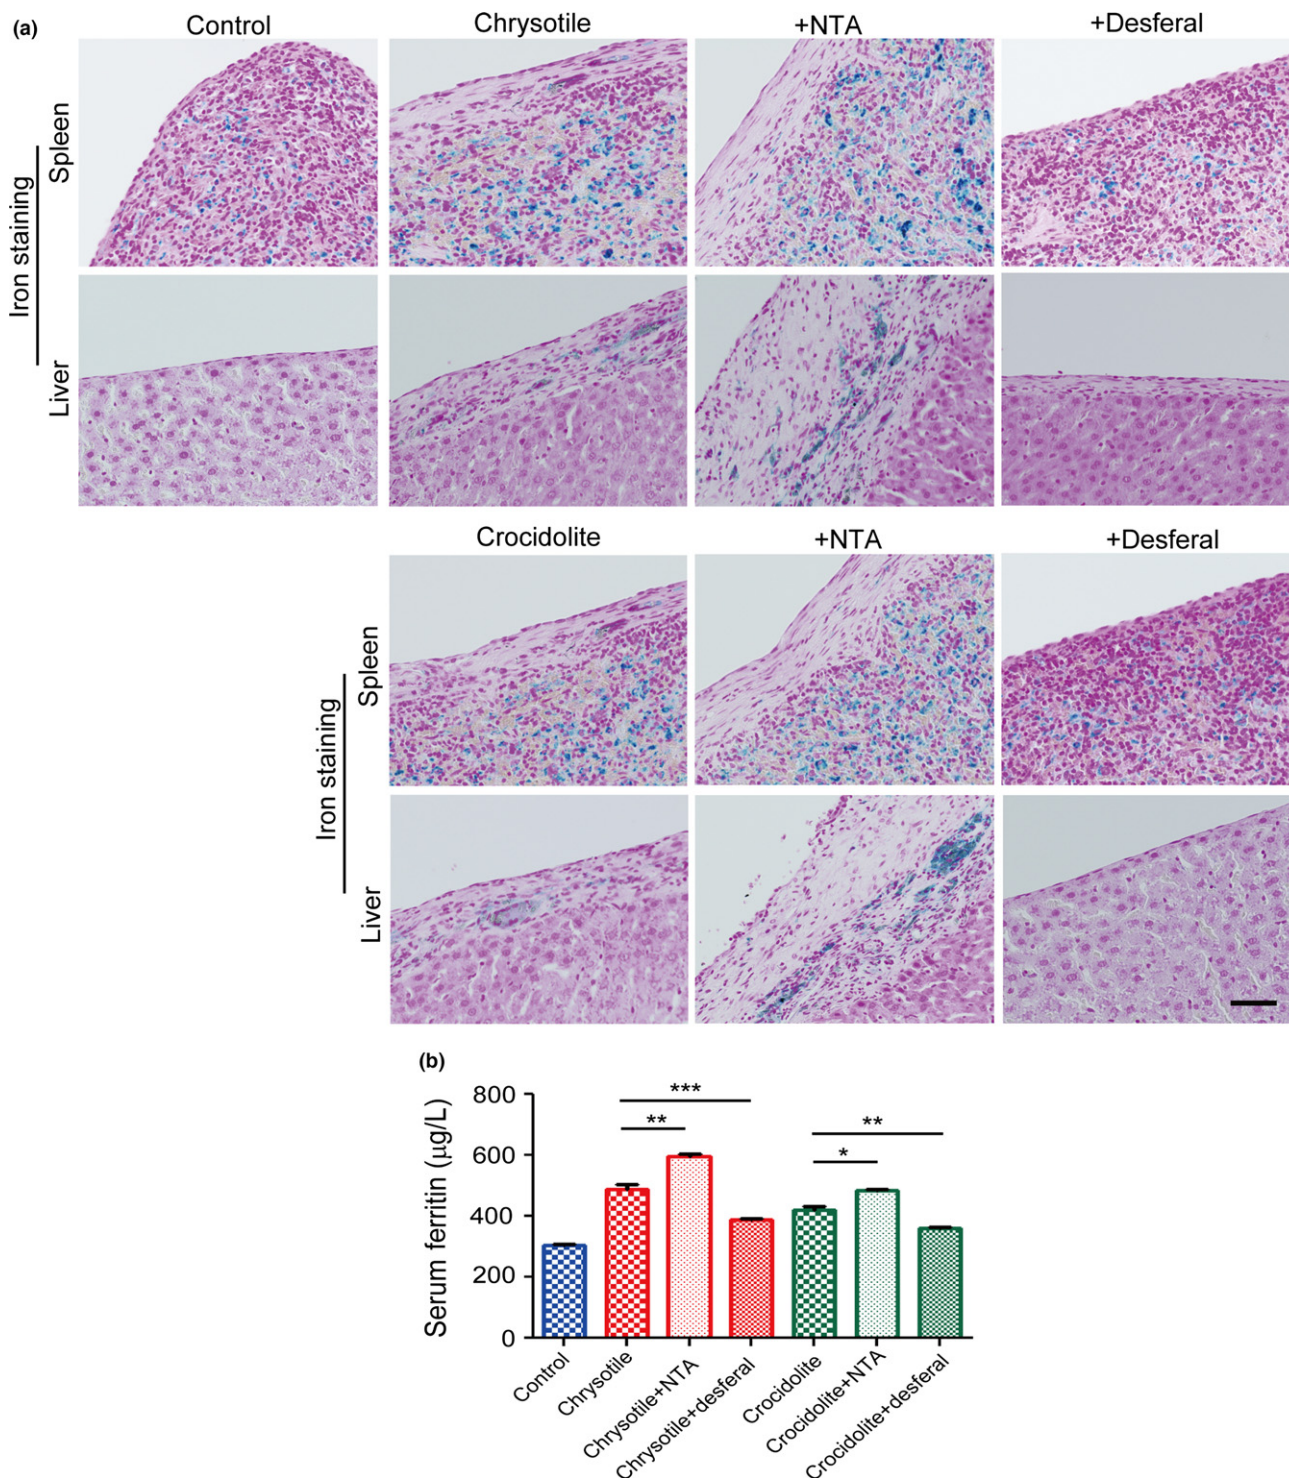 (a)
Control
Chrysotile
+NTA
+Desferal
Iron staining
Spleen
Liver
Crocidolite
+NTA
+Desferal
Iron staining
Spleen
Liver
(b)
Serum ferritin (µg/L)
800
600
400
200
0
***
**
**
*
Control
Chrysotile
Chrysotile+NTA
Chrysotile+desferal
Crocidolite
Crocidolite+NTA
Crocidolite+desferal